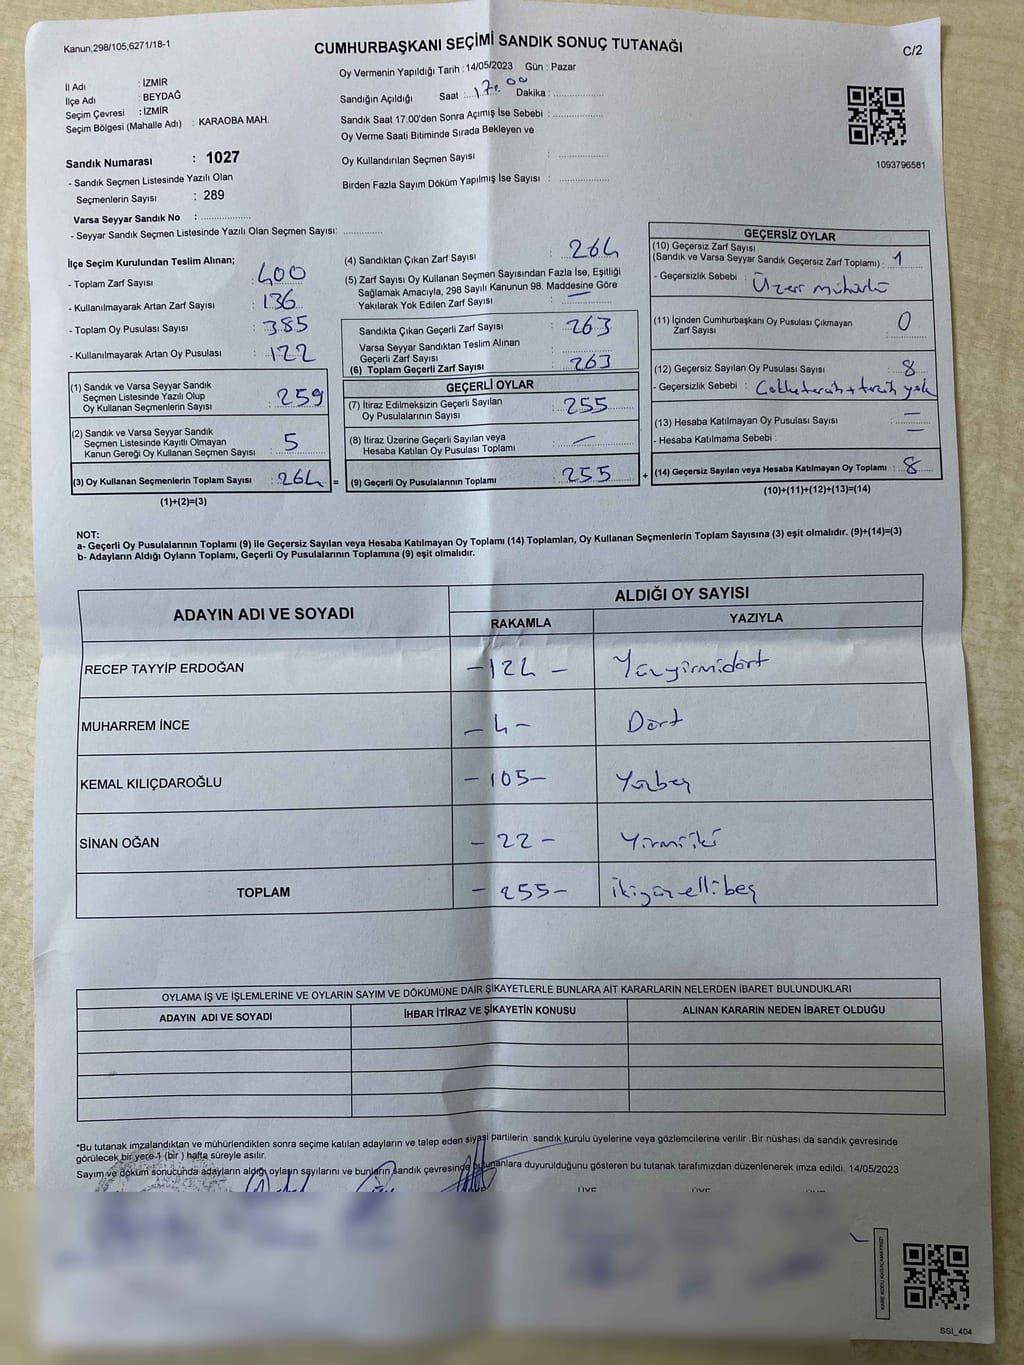 Kanun,298/105,6271/18-1
CUMHURBAŞKANI SEÇİMİ SANDIK SONUÇ TUTANAĞI
C/2
İl Adı : İZMİR
İlçe Adı : BEYDAĞ
Seçim Çevresi : İZMİR
Seçim Bölgesi (Mahalle Adı) : KARAOBA MAH.
Sandık Numarası : 1027
- Sandık Seçmen Listesinde Yazılı Olan
Seçmenlerin Sayısı : 289
Varsa Seyyar Sandık No :
- Seyyar Sandık Seçmen Listesinde Yazılı Olan Seçmen Sayısı:
Oy Vermenin Yapıldığı Tarih : 14/05/2023 Gün : Pazar
Sandığın Açıldığı Saat : 17.00 Dakika :
Sandık Saat 17:00'den Sonra Açımış İse Sebebi :
Oy Verme Saati Bitiminde Sırada Bekleyen ve
Oy Kullandırılan Seçmen Sayısı :
Birden Fazla Sayım Döküm Yapılmış İse Sayısı :
1093796581
İlçe Seçim Kurulundan Teslim Alınan;
- Toplam Zarf Sayısı : 400
- Kullanılmayarak Artan Zarf Sayısı : 136
- Toplam Oy Pusulası Sayısı : 385
- Kullanılmayarak Artan Oy Pusulası : 122
(1) Sandık ve Varsa Seyyar Sandık
Seçmen Listesinde Yazılı Olup
Oy Kullanan Seçmenlerin Sayısı : 259
(2) Sandık ve Varsa Seyyar Sandık
Seçmen Listesinde Kayıtlı Olmayan
Kanun Gereği Oy Kullanan Seçmen Sayısı : 5
(3) Oy Kullanan Seçmenlerin Toplam Sayısı : 264 =
(1)+(2)=(3)
(4) Sandıktan Çıkan Zarf Sayısı : 264
(5) Zarf Sayısı Oy Kullanan Seçmen Sayısından Fazla İse, Eşitliği
Sağlamak Amacıyla, 298 Sayılı Kanunun 98. Maddesine Göre
Yakılarak Yok Edilen Zarf Sayısı : —
Sandıkta Çıkan Geçerli Zarf Sayısı : 263
Varsa Seyyar Sandıktan Teslim Alınan
Geçerli Zarf Sayısı :
(6) Toplam Geçerli Zarf Sayısı : 263
GEÇERLİ OYLAR
(7) İtiraz Edilmeksizin Geçerli Sayılan
Oy Pusulalarının Sayısı : 255
(8) İtiraz Üzerine Geçerli Sayılan veya
Hesaba Katılan Oy Pusulası Toplamı : —
(9) Geçerli Oy Pusulalarının Toplamı : 255 +
GEÇERSİZ OYLAR
(10) Geçersiz Zarf Sayısı
(Sandık ve Varsa Seyyar Sandık Geçersiz Zarf Toplamı) : 1
- Geçersizlik Sebebi : Üzeri mühürlü
(11) İçinden Cumhurbaşkanı Oy Pusulası Çıkmayan
Zarf Sayısı : 0
(12) Geçersiz Sayılan Oy Pusulası Sayısı : 8
- Geçersizlik Sebebi : Çoklu tercih + tercih yok
(13) Hesaba Katılmayan Oy Pusulası Sayısı : —
- Hesaba Katılmama Sebebi : —
(14) Geçersiz Sayılan veya Hesaba Katılmayan Oy Toplamı : 8
(10)+(11)+(12)+(13)=(14)
NOT:
a- Geçerli Oy Pusulalarının Toplamı (9) ile Geçersiz Sayılan veya Hesaba Katılmayan Oy Toplamı (14) Toplamları, Oy Kullanan Seçmenlerin Toplam Sayısına (3) eşit olmalıdır. (9)+(14)=(3)
b- Adayların Aldığı Oyların Toplamı, Geçerli Oy Pusulalarının Toplamına (9) eşit olmalıdır.
ADAYIN ADI VE SOYADI
ALDIĞI OY SAYISI
RAKAMLA YAZIYLA
RECEP TAYYİP ERDOĞAN -124- Yüzyirmidört
MUHARREM İNCE -4- Dört
KEMAL KILIÇDAROĞLU -105- Yüzbeş
SİNAN OĞAN -22- Yirmiiki
TOPLAM -255- ikiyüzellibeş
OYLAMA İŞ VE İŞLEMLERİNE VE OYLARIN SAYIM VE DÖKÜMÜNE DAİR ŞİKAYETLERLE BUNLARA AİT KARARLARIN NELERDEN İBARET BULUNDUKLARI
ADAYIN ADI VE SOYADI İHBAR İTİRAZ VE ŞİKAYETİN KONUSU ALINAN KARARIN NEDEN İBARET OLDUĞU
*Bu tutanak imzalandıktan ve mühürlendikten sonra seçime katılan adayların ve talep eden siyasi partilerin sandık kurulu üyelerine veya gözlemcilerine verilir .Bir nüshası da sandık çevresinde
görülecek bir yere 1 (bir ) hafta süreyle asılır.
Sayım ve döküm sonucunda adayların aldığı oyların sayılarını ve bunların sandık çevresinde bulunanlara duyurulduğunu gösteren bu tutanak tarafımızdan düzenlenerek imza edildi. 14/05/2023
ÜYE ÜYE
SSİ_404